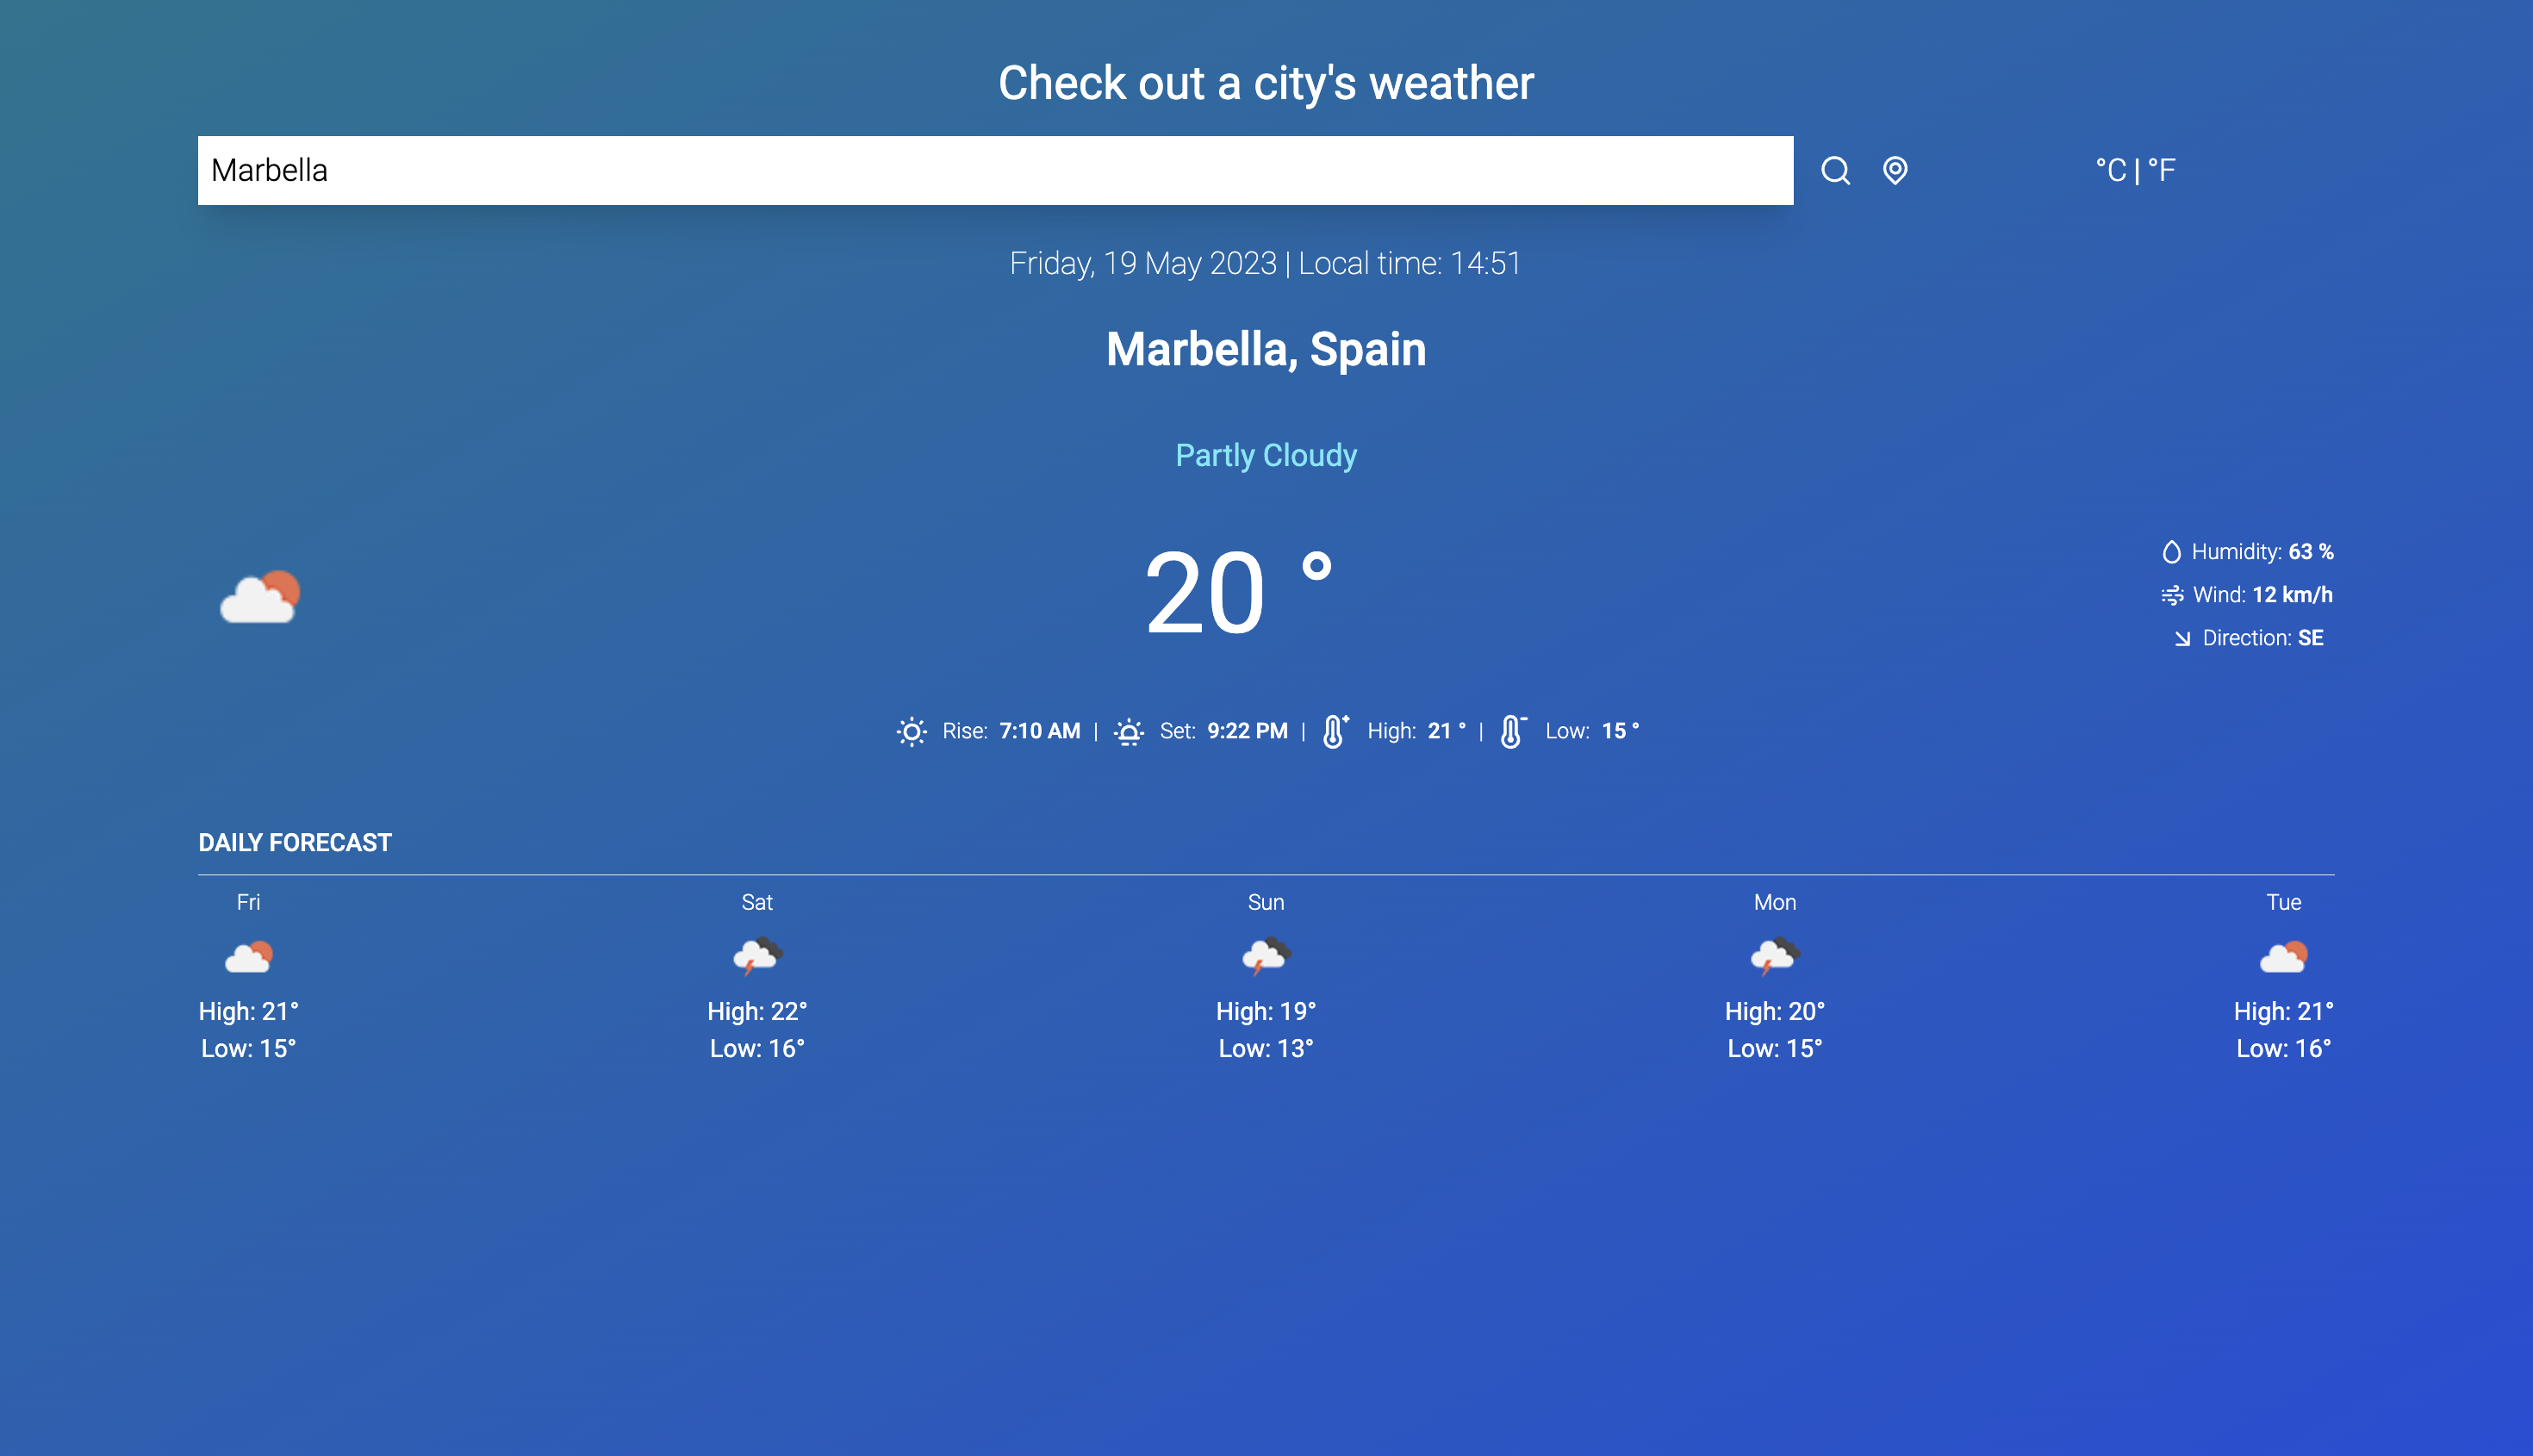 Check out a city's weather
Marbella
°C | °F
Friday, 19 May 2023 | Local time: 14:51
Marbella, Spain
Partly Cloudy
20 °
Humidity: 63 %
Wind: 12 km/h
Direction: SE
Rise: 7:10 AM | Set: 9:22 PM | High: 21 ° | Low: 15 °
DAILY FORECAST
Fri Sat Sun Mon Tue
High: 21° High: 22° High: 19° High: 20° High: 21°
Low: 15° Low: 16° Low: 13° Low: 15° Low: 16°